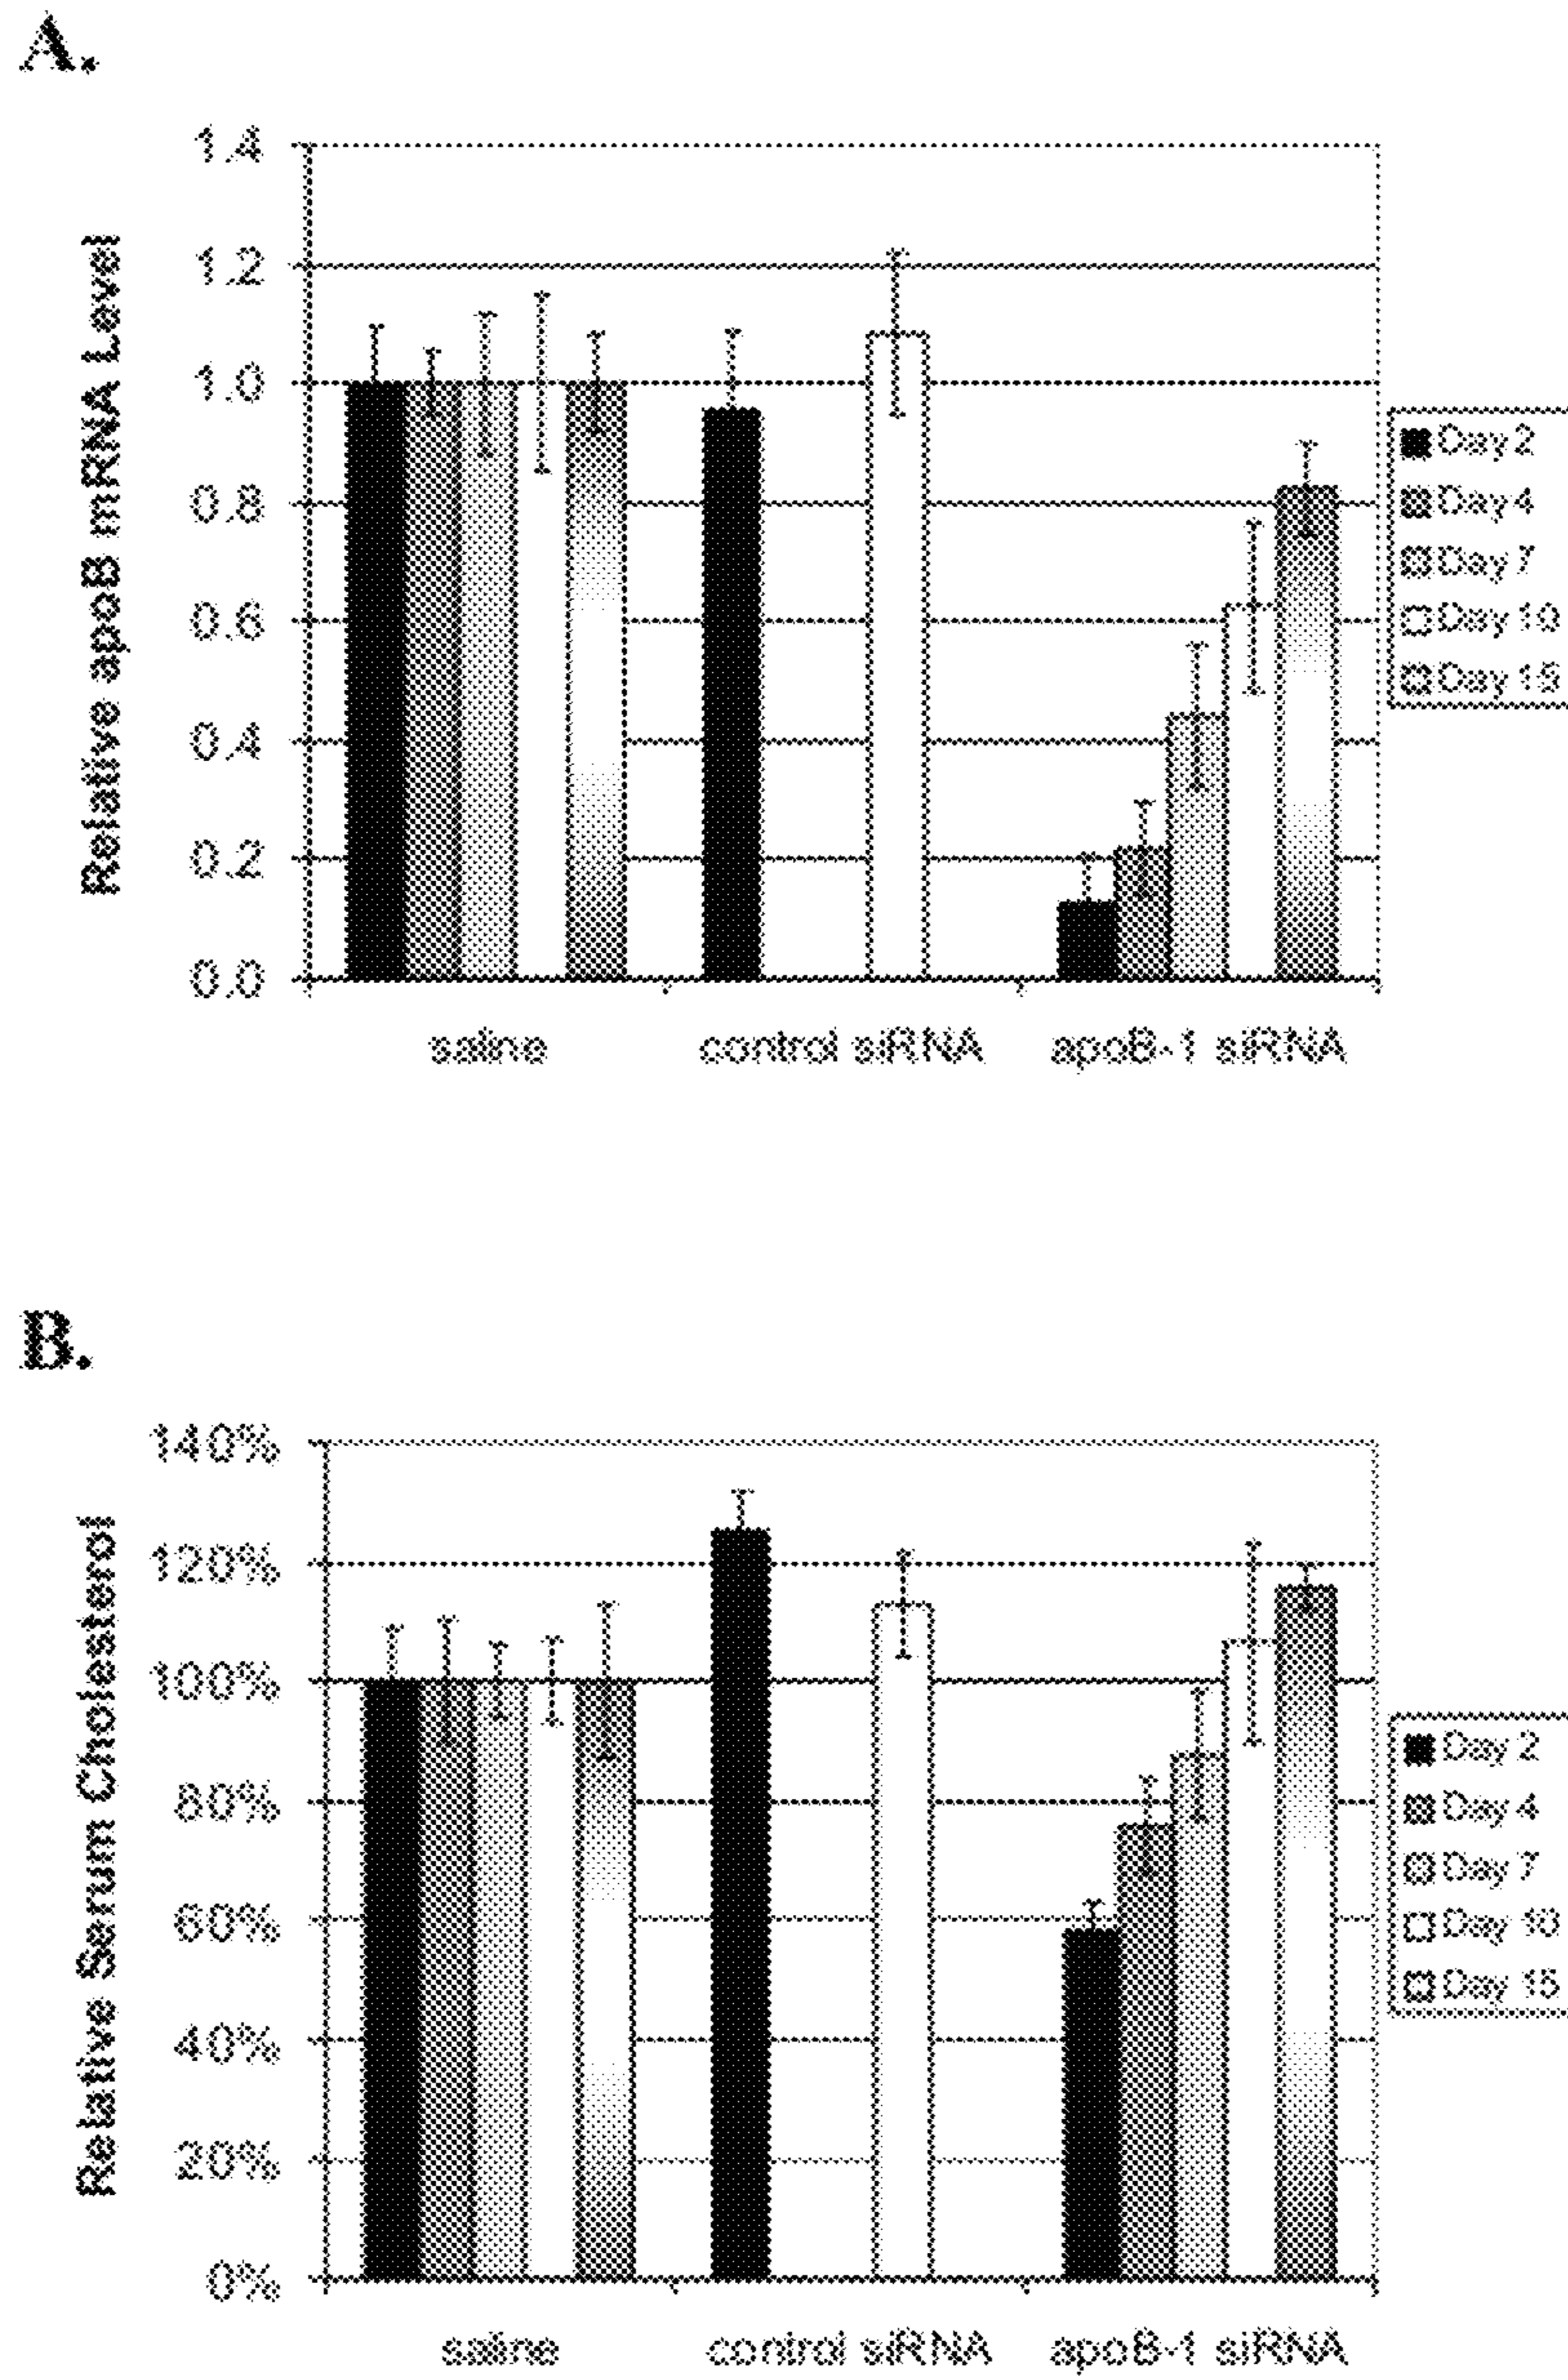 A.
Relative apoB mRNA Level
1.4
1.2
1.0
0.8
0.6
0.4
0.2
0.0
saline
control siRNA
apoB-1 siRNA
Day 2
Day 4
Day 7
Day 10
Day 15
B.
Relative Serum Cholesterol
140%
120%
100%
80%
60%
40%
20%
0%
saline
control siRNA
apoB-1 siRNA
Day 2
Day 4
Day 7
Day 10
Day 15